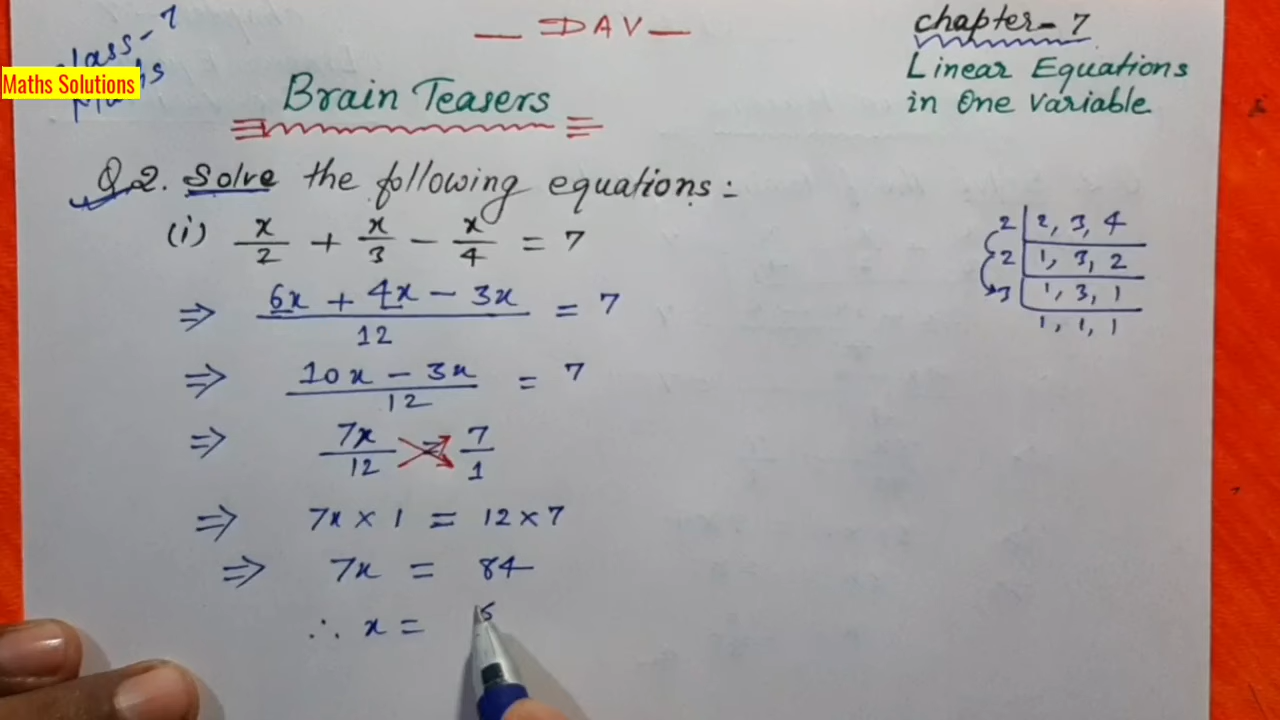 Class-7
Maths
Maths Solutions
— DAV —
chapter-7
Linear Equations
in One Variable
Brain Teasers
Q.2. Solve the following equations:
(i) x/2 + x/3 - x/4 = 7
⇒ (6x + 4x - 3x)/12 = 7
⇒ (10x - 3x)/12 = 7
⇒ 7x/12 = 7/1
⇒ 7x × 1 = 12 × 7
⇒ 7x = 84
∴ x =
2 | 2, 3, 4
2 | 1, 3, 2
3 | 1, 3, 1
1, 1, 1